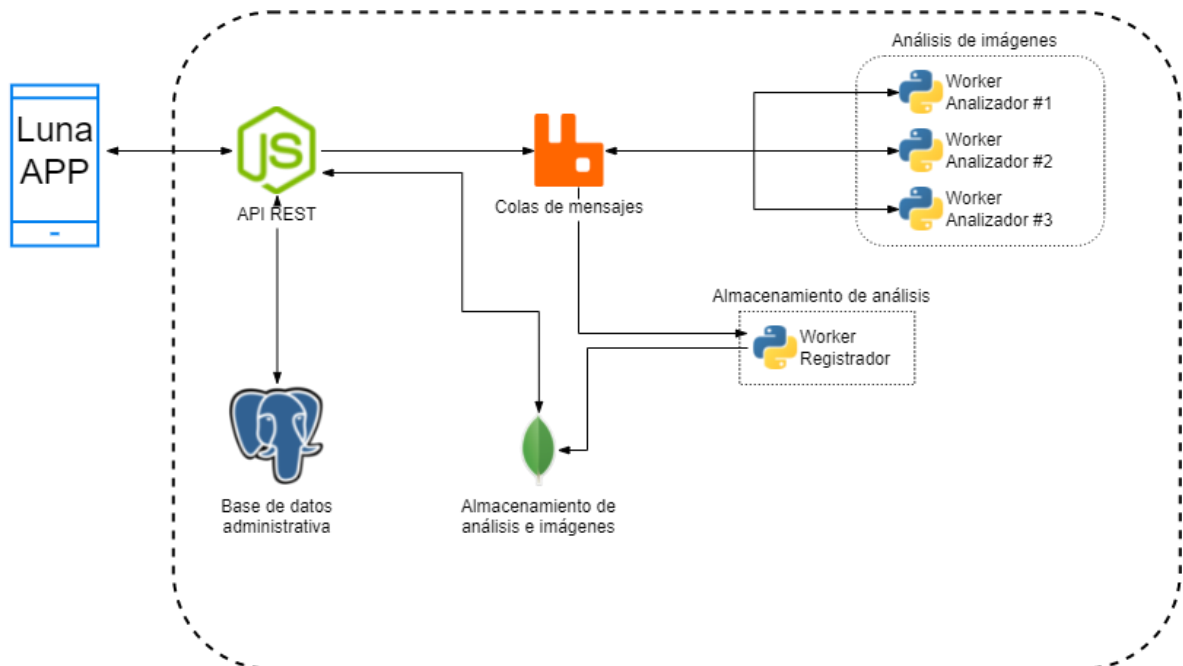 Análisis de imágenes
Worker
Analizador #1
Worker
Analizador #2
Worker
Analizador #3
Luna
APP
JS
API REST
Colas de mensajes
Almacenamiento de análisis
Worker
Registrador
Base de datos
administrativa
Almacenamiento de
análisis e imágenes